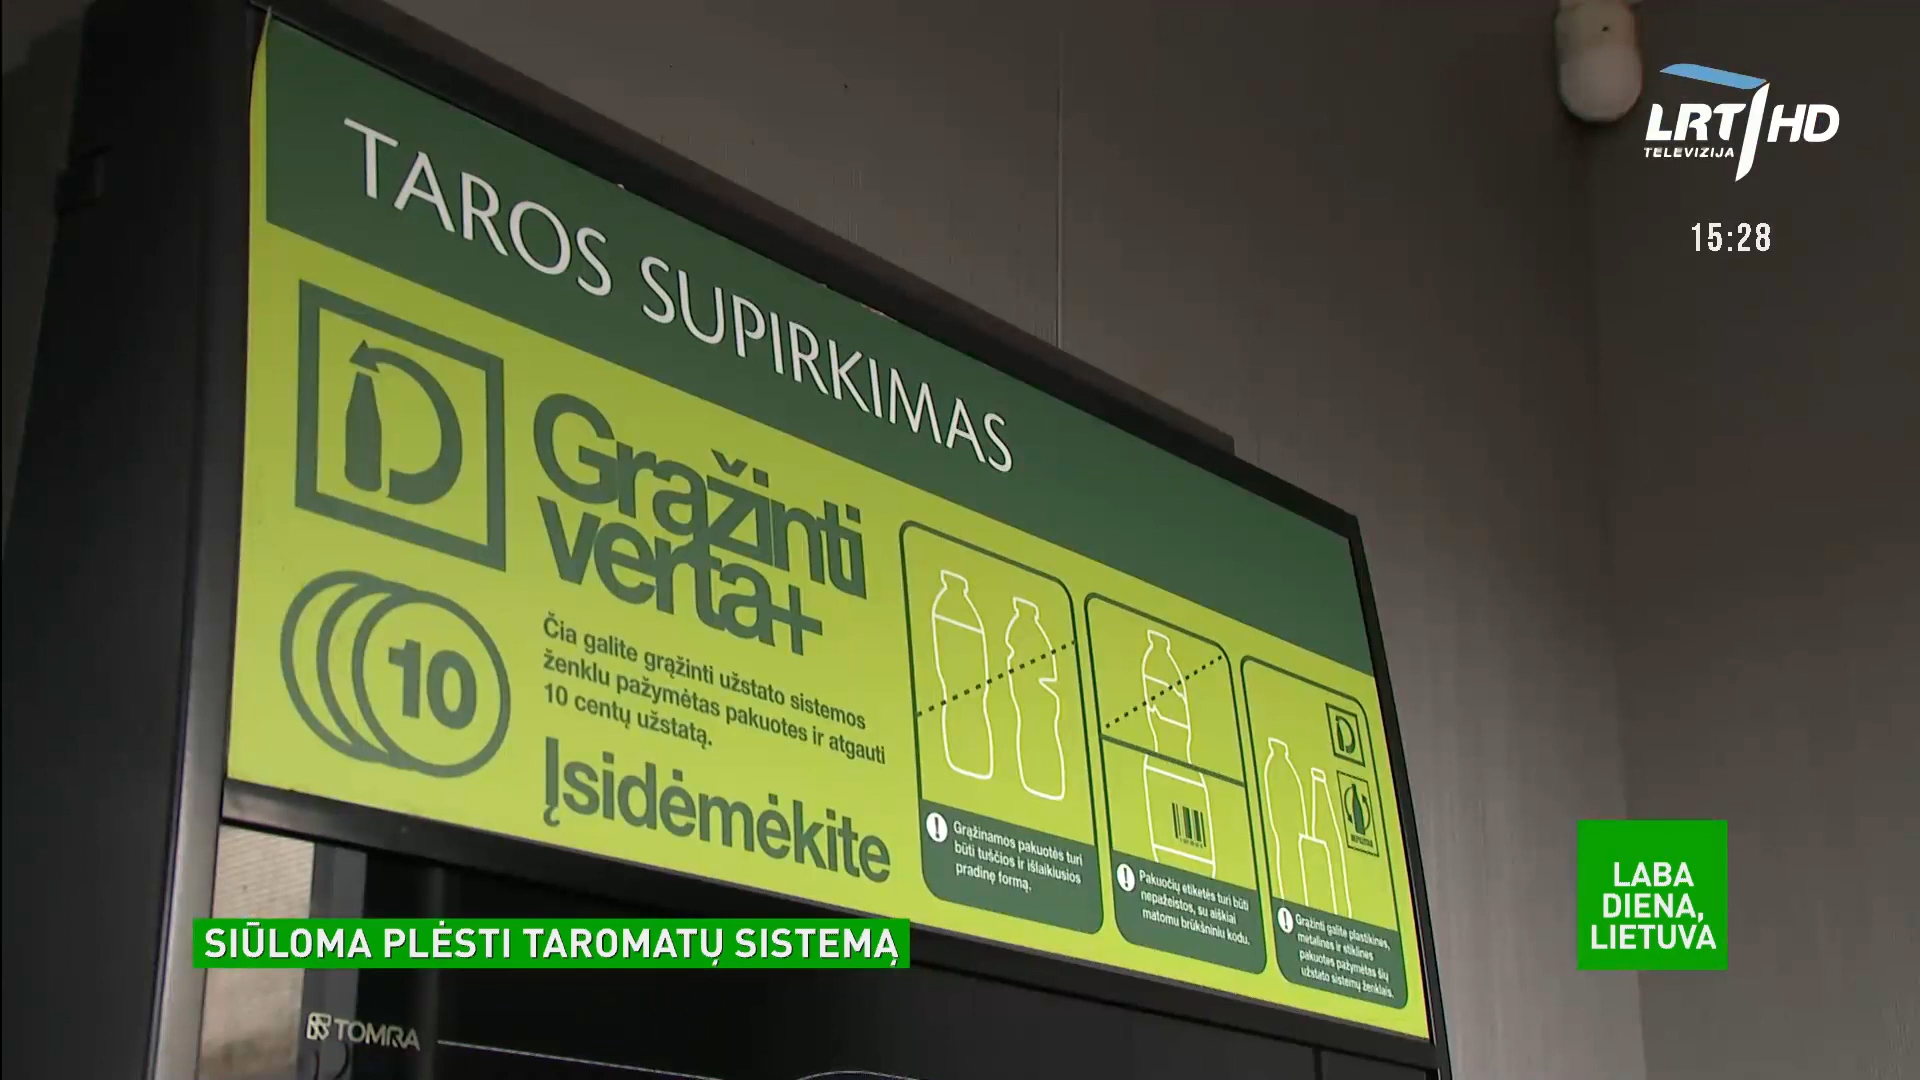 LRT HD
TELEVIZIJA
15:28
TAROS SUPIRKIMAS
D
Grąžinti
verta+
10
Čia galite grąžinti užstato sistemos
ženklu pažymėtas pakuotes ir atgauti
10 centų užstatą.
Įsidėmėkite
Grąžinamos pakuotės turi
būti tuščios ir išlaikiusios
pradinę formą.
Pakuočių etiketės turi būti
nepažeistos, su aiškiai
matomu brūkšniniu kodu.
D
Grąžinti galite plastikines,
metalines ir stiklines
pakuotes pažymėtas šių
užstato sistemų ženklais.
SIŪLOMA PLĖSTI TAROMATŲ SISTEMĄ
LABA
DIENA,
LIETUVA
TOMRA